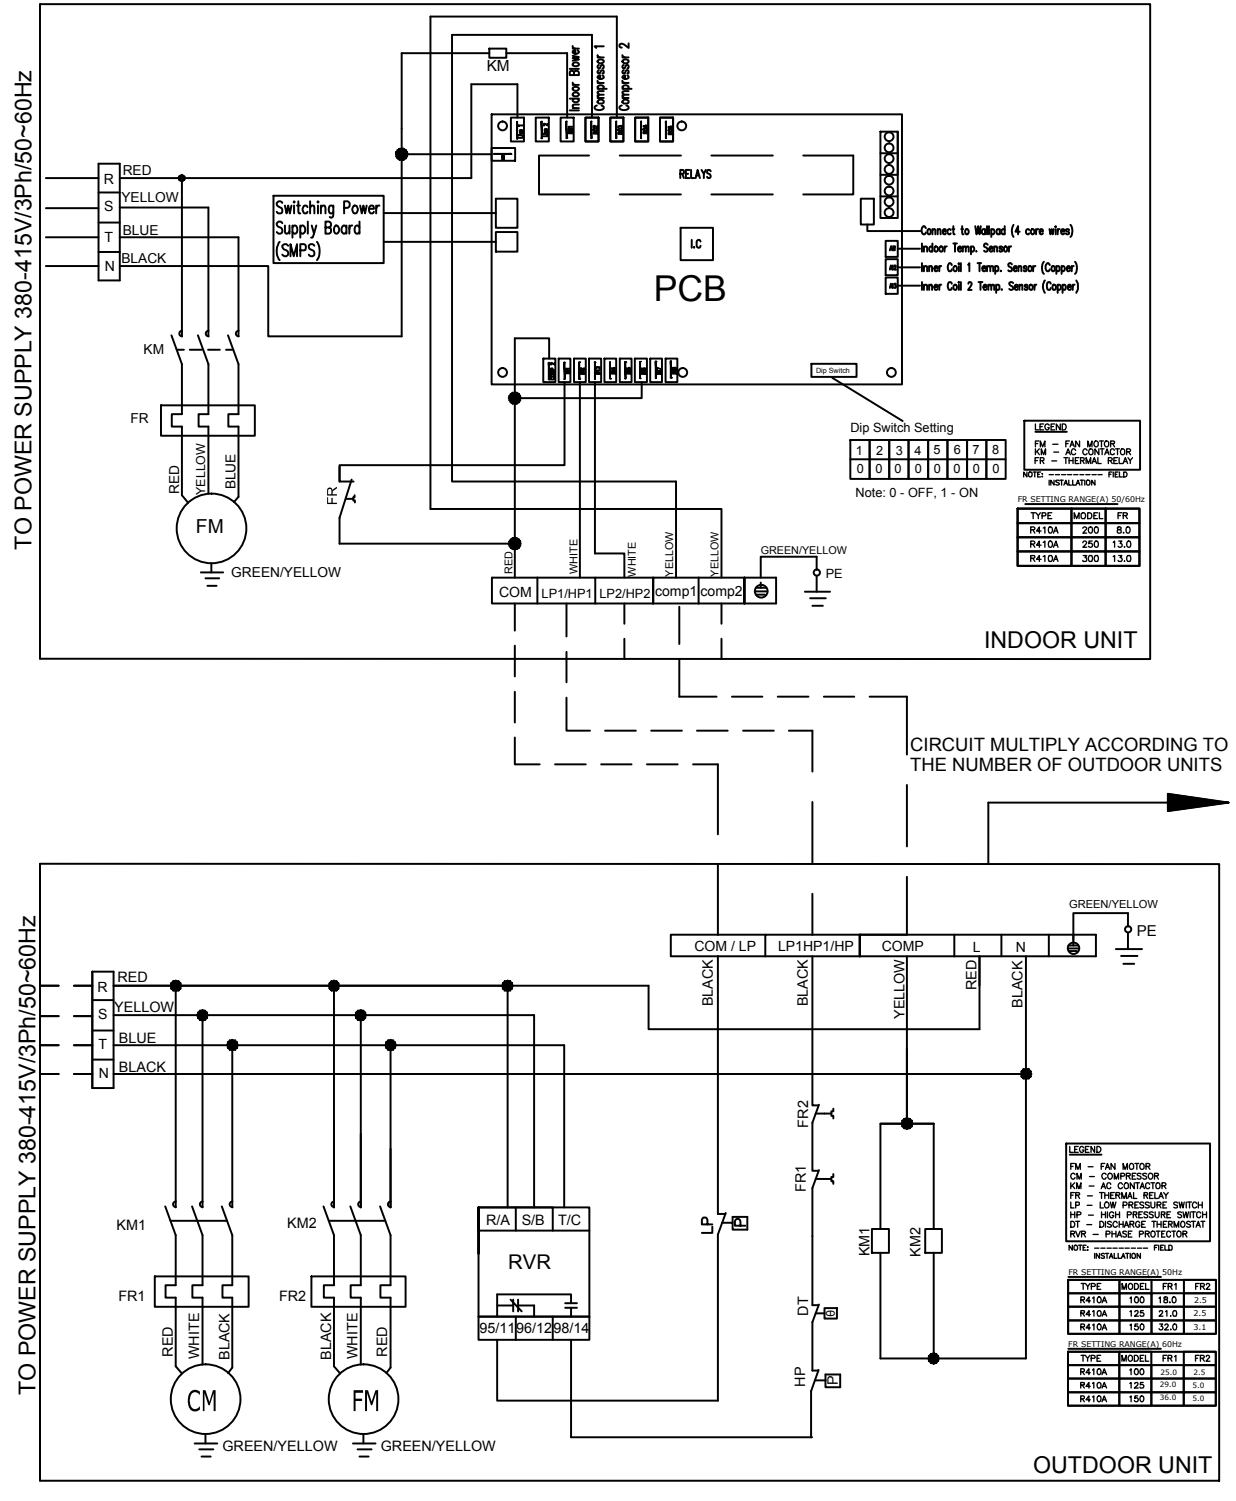 TO POWER SUPPLY 380-415V/3Ph/50~60Hz
R RED
S YELLOW
T BLUE
N BLACK
KM
FR
RED
YELLOW
BLUE
FM
GREEN/YELLOW
KM
Indoor Blower
Compressor 1
Compressor 2
Switching Power
Supply Board
(SMPS)
RELAYS
I.C
PCB
Connect to Wallpad (4 core wires)
Indoor Temp. Sensor
Inner Coil 1 Temp. Sensor (Copper)
Inner Coil 2 Temp. Sensor (Copper)
Dip Switch
Dip Switch Setting
1 2 3 4 5 6 7 8
0 0 0 0 0 0 0 0
Note: 0 - OFF, 1 - ON
LEGEND
FM – FAN MOTOR
KM – AC CONTACTOR
FR – THERMAL RELAY
NOTE: ---------- FIELD
INSTALLATION
FR SETTING RANGE(A) 50/60Hz
TYPE MODEL FR
R410A 200 8.0
R410A 250 13.0
R410A 300 13.0
FR
RED
WHITE
WHITE
YELLOW
YELLOW
COM LP1/HP1 LP2/HP2 comp1 comp2
GREEN/YELLOW
PE
INDOOR UNIT
CIRCUIT MULTIPLY ACCORDING TO
THE NUMBER OF OUTDOOR UNITS
TO POWER SUPPLY 380-415V/3Ph/50~60Hz
R RED
S YELLOW
T BLUE
N BLACK
COM / LP LP1HP1/HP COMP L N
GREEN/YELLOW
PE
BLACK
BLACK
YELLOW
RED
BLACK
KM1
KM2
FR1
FR2
RED
WHITE
BLACK
BLACK
WHITE
RED
CM
FM
GREEN/YELLOW
GREEN/YELLOW
R/A S/B T/C
RVR
95/11 96/12 98/14
LP
P
FR2
FR1
DT
θ
HP
P
KM1
KM2
LEGEND
FM – FAN MOTOR
CM – COMPRESSOR
KM – AC CONTACTOR
FR – THERMAL RELAY
LP – LOW PRESSURE SWITCH
HP – HIGH PRESSURE SWITCH
DT – DISCHARGE THERMOSTAT
RVR – PHASE PROTECTOR
NOTE: ---------- FIELD
INSTALLATION
FR SETTING RANGE(A) 50Hz
TYPE MODEL FR1 FR2
R410A 100 18.0 2.5
R410A 125 21.0 2.5
R410A 150 32.0 3.1
FR SETTING RANGE(A) 60Hz
TYPE MODEL FR1 FR2
R410A 100 25.0 2.5
R410A 125 29.0 5.0
R410A 150 36.0 5.0
OUTDOOR UNIT